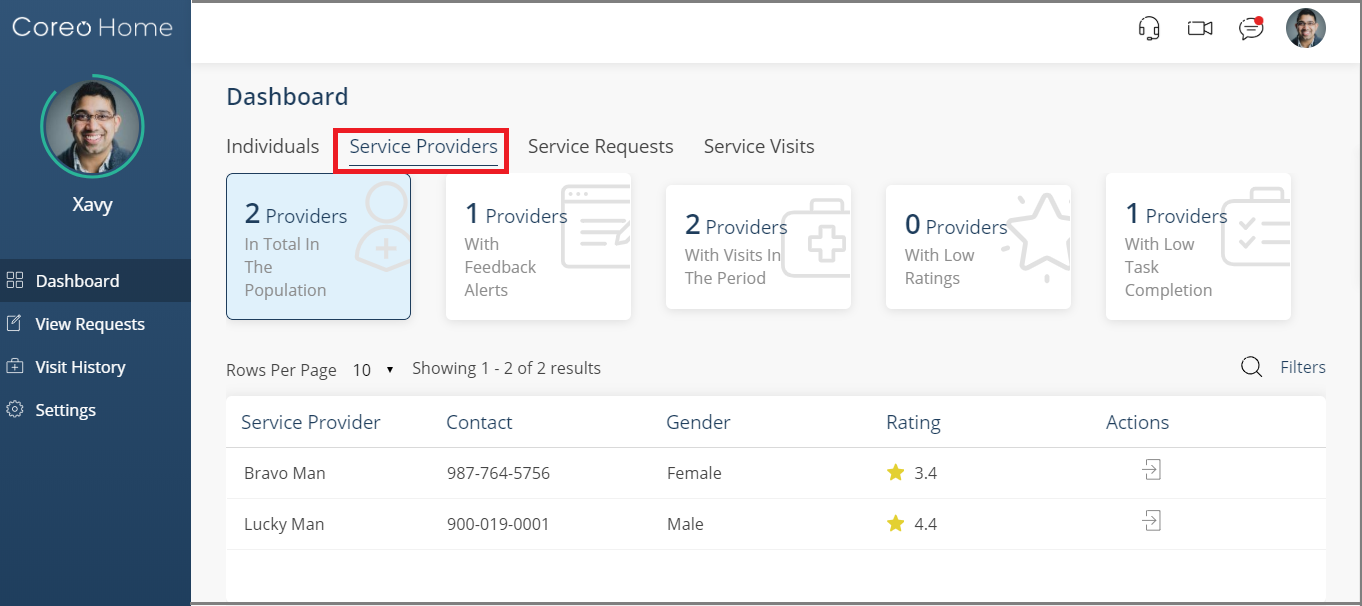 Coreo Home
Xavy
Dashboard
View Requests
Visit History
Settings
Dashboard
Individuals Service Providers Service Requests Service Visits
2 Providers
In Total In
The
Population
1 Providers
With
Feedback
Alerts
2 Providers
With Visits In
The Period
0 Providers
With Low
Ratings
1 Providers
With Low
Task
Completion
Rows Per Page 10 Showing 1 - 2 of 2 results Filters
Service Provider Contact Gender Rating Actions
Bravo Man 987-764-5756 Female 3.4
Lucky Man 900-019-0001 Male 4.4